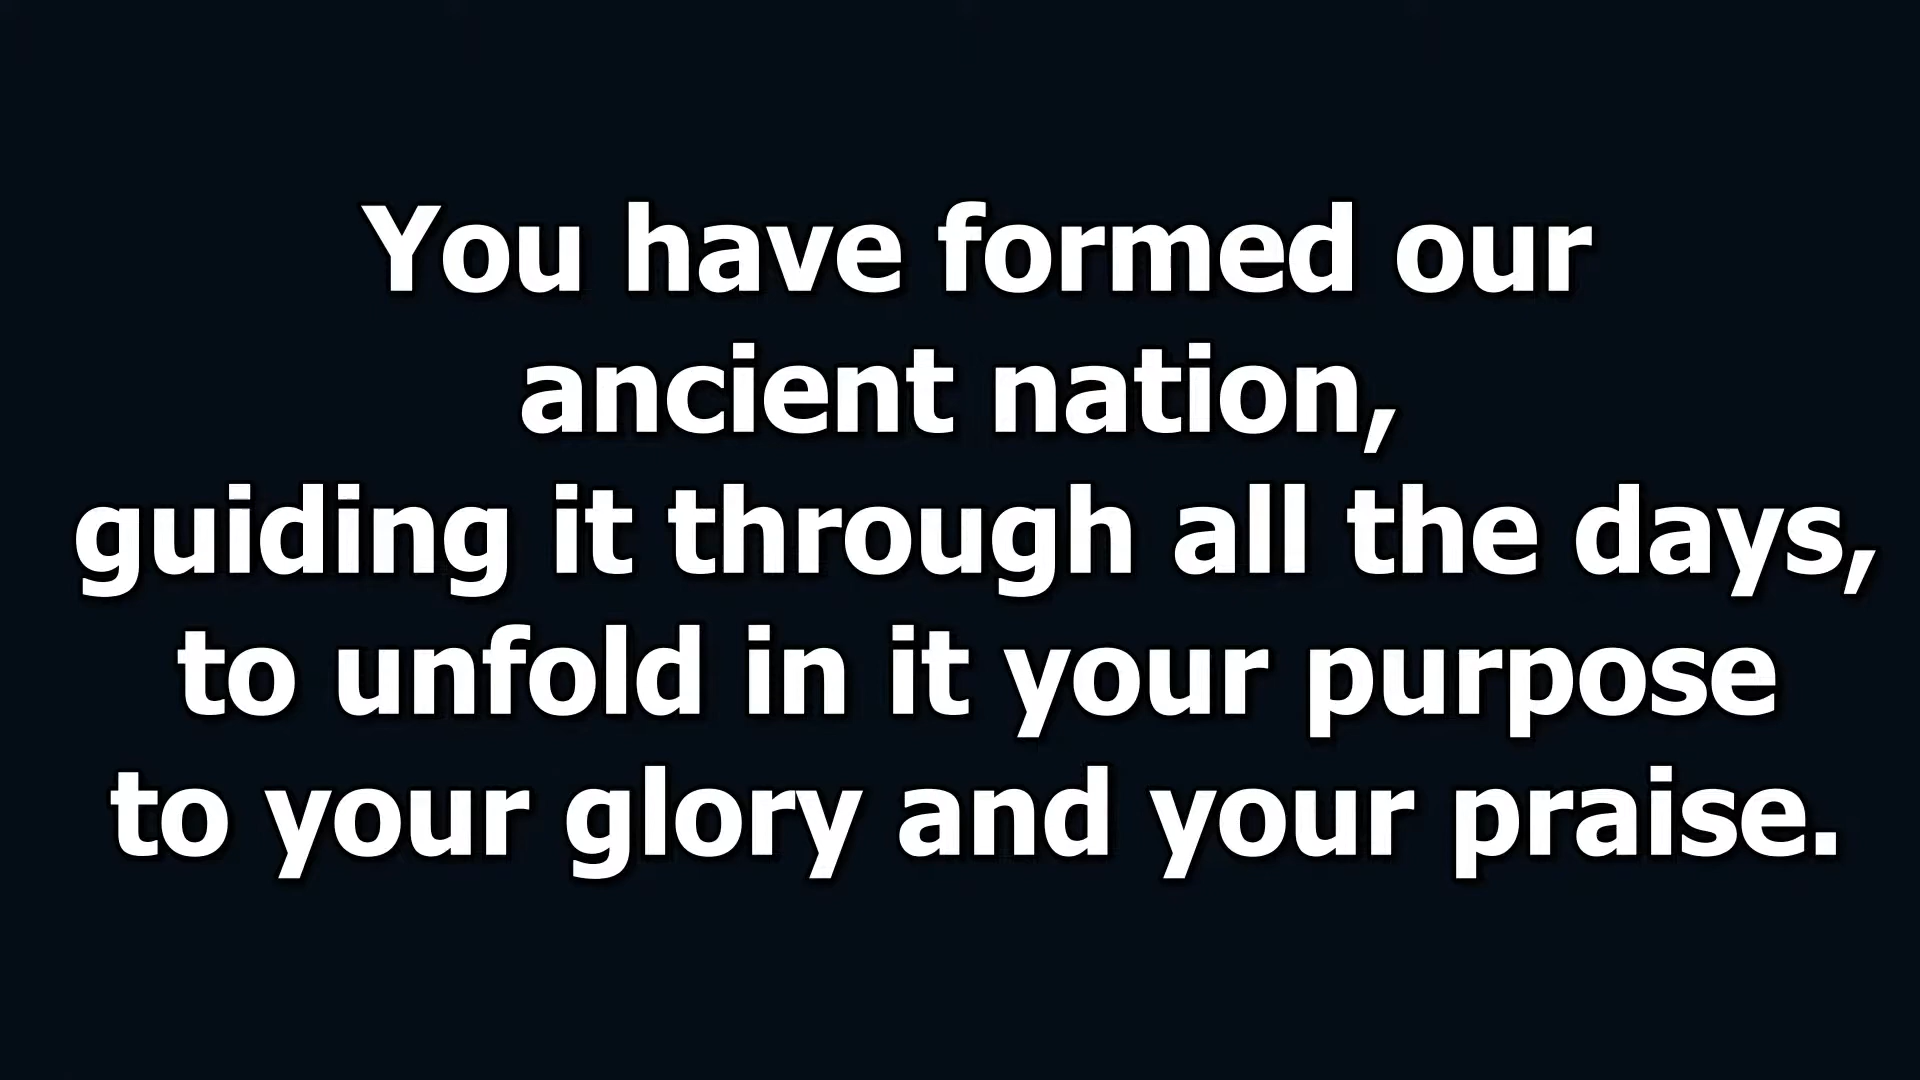 You have formed our
ancient nation,
guiding it through all the days,
to unfold in it your purpose
to your glory and your praise.